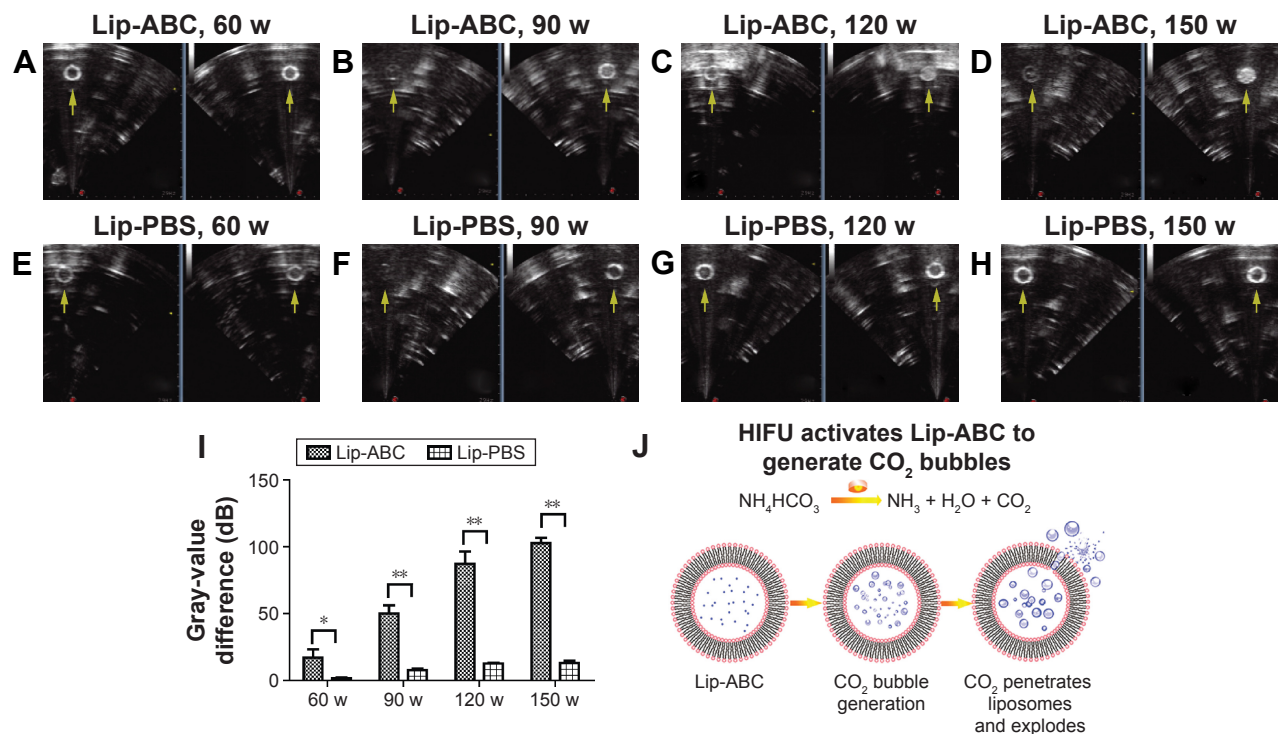 Lip-ABC, 60 w
Lip-ABC, 90 w
Lip-ABC, 120 w
Lip-ABC, 150 w
A
B
C
D
Lip-PBS, 60 w
Lip-PBS, 90 w
Lip-PBS, 120 w
Lip-PBS, 150 w
E
F
G
H
I
Lip-ABC
Lip-PBS
Gray-value
difference (dB)
150
100
50
0
*
**
**
**
60 w
90 w
120 w
150 w
J
HIFU activates Lip-ABC to
generate CO₂ bubbles
NH₄HCO₃ NH₃ + H₂O + CO₂
Lip-ABC
CO₂ bubble
generation
CO₂ penetrates
liposomes
and explodes